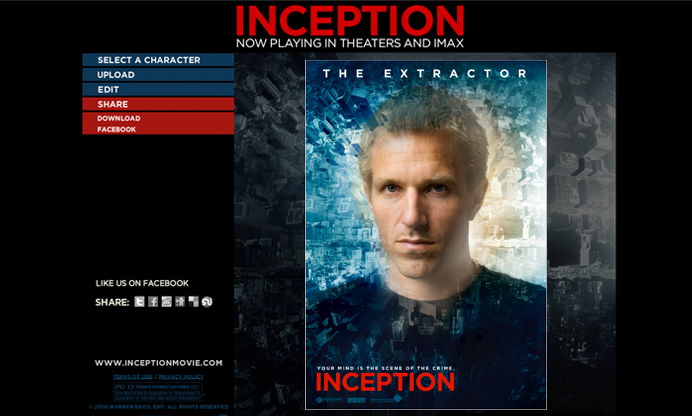 INCEPTION
NOW PLAYING IN THEATERS AND IMAX
SELECT A CHARACTER
UPLOAD
EDIT
SHARE
DOWNLOAD
FACEBOOK
THE EXTRACTOR
LIKE US ON FACEBOOK
SHARE:
WWW.INCEPTIONMOVIE.COM
TERMS OF USE / PRIVACY POLICY
© 2010 WARNER BROS. ENT. ALL RIGHTS RESERVED
YOUR MIND IS THE SCENE OF THE CRIME.
INCEPTION